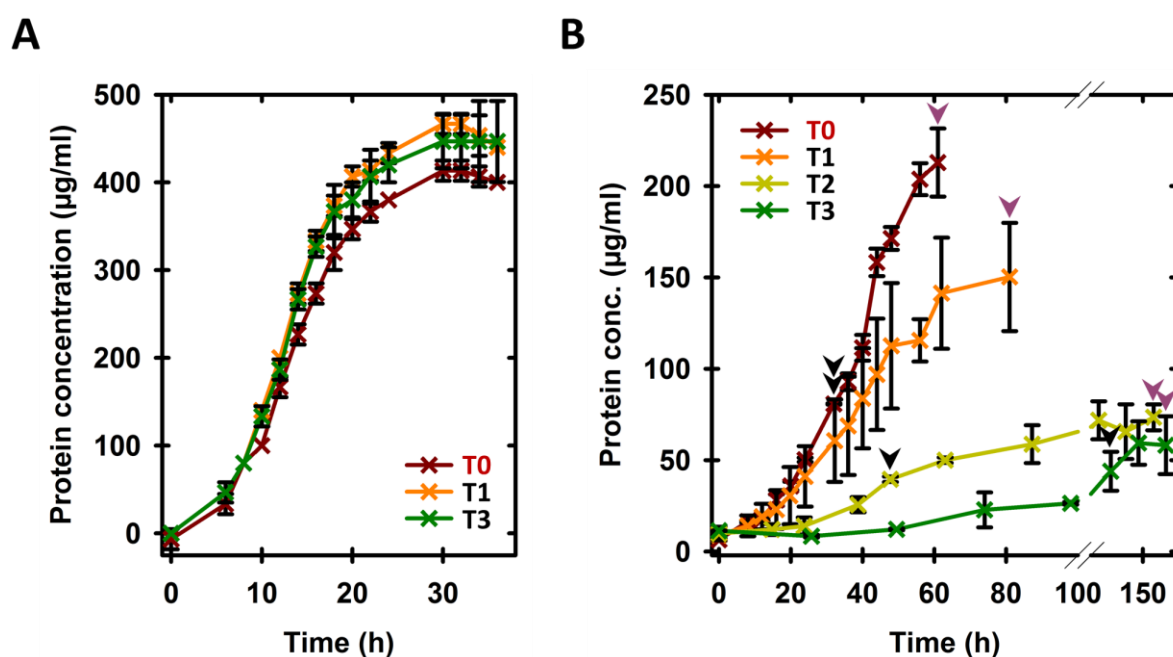 A
B
Protein concentration (µg/ml)
500
400
300
200
100
0
T0
T1
T3
0 10 20 30
Time (h)
Protein conc. (µg/ml)
250
200
150
100
50
0
T0
T1
T2
T3
0 20 40 60 80 100 150
Time (h)